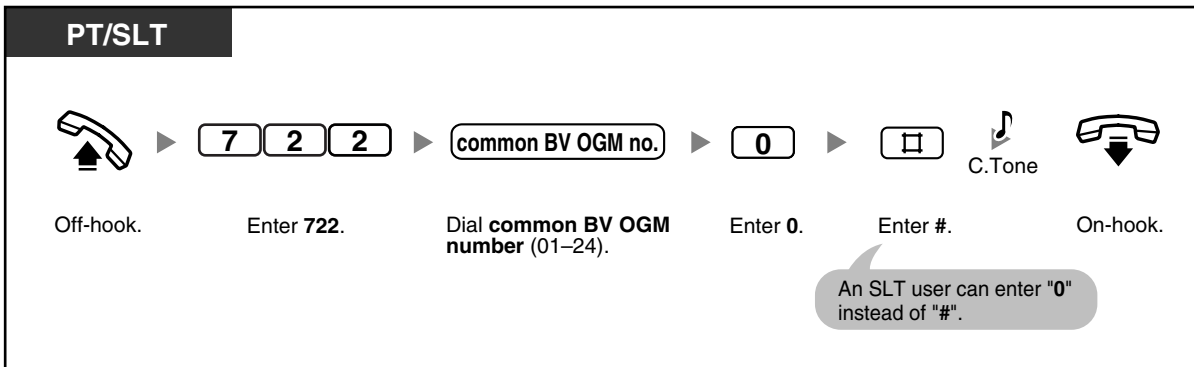 PT/SLT
7 2 2
common BV OGM no.
0
#
C.Tone
Off-hook.
Enter 722.
Dial common BV OGM
number (01–24).
Enter 0.
Enter #.
On-hook.
An SLT user can enter "0"
instead of "#".